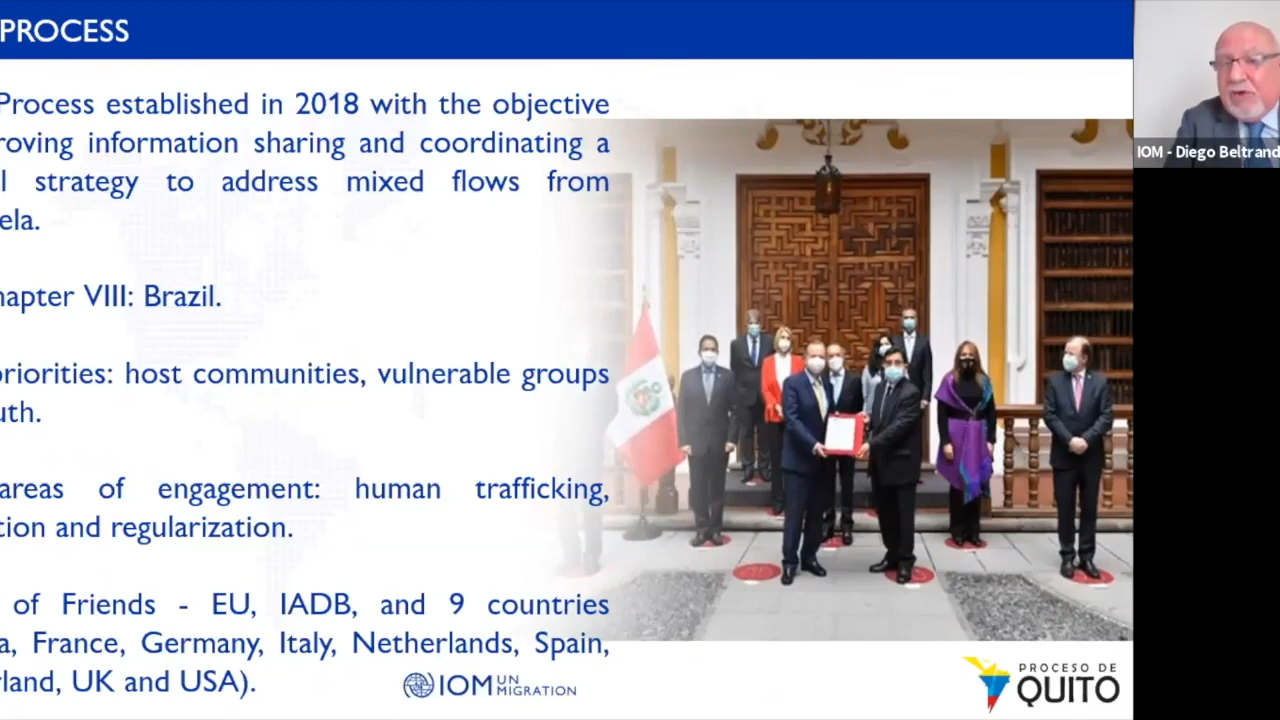 PROCESS
Process established in 2018 with the objective
roving information sharing and coordinating a
l strategy to address mixed flows from
ela.
hapter VIII: Brazil.
priorities: host communities, vulnerable groups
uth.
areas of engagement: human trafficking,
tion and regularization.
of Friends - EU, IADB, and 9 countries
a, France, Germany, Italy, Netherlands, Spain,
rland, UK and USA).
IOM UN MIGRATION
PROCESO DE
QUITO
IOM - Diego Beltrand